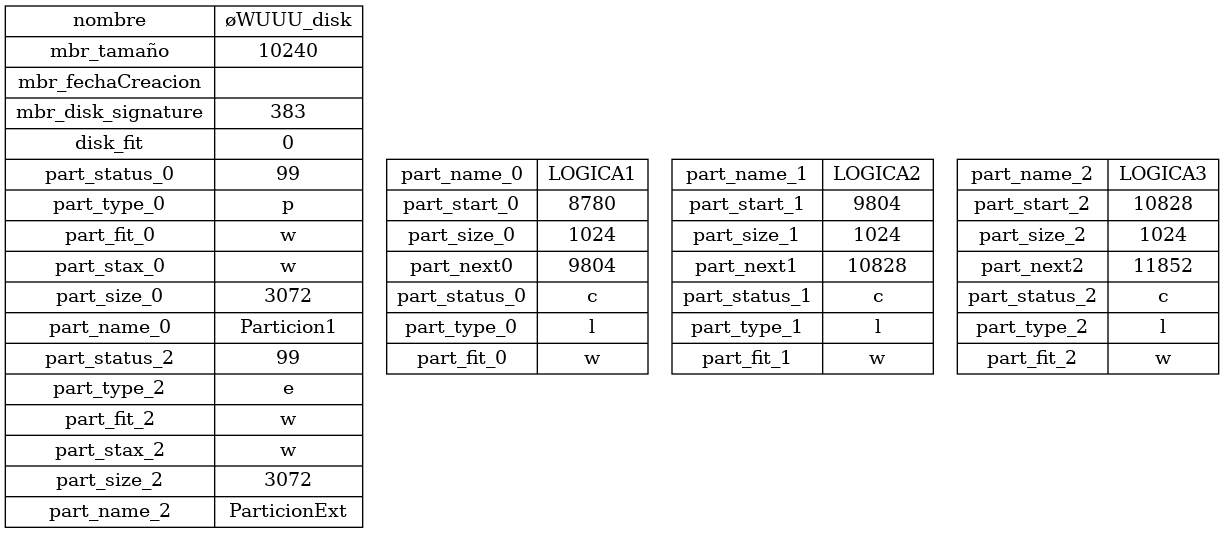 nombre øWUUU_disk
mbr_tamaño 10240
mbr_fechaCreacion
mbr_disk_signature 383
disk_fit 0
part_status_0 99
part_type_0 p
part_fit_0 w
part_stax_0 w
part_size_0 3072
part_name_0 Particion1
part_status_2 99
part_type_2 e
part_fit_2 w
part_stax_2 w
part_size_2 3072
part_name_2 ParticionExt
part_name_0 LOGICA1
part_start_0 8780
part_size_0 1024
part_next0 9804
part_status_0 c
part_type_0 l
part_fit_0 w
part_name_1 LOGICA2
part_start_1 9804
part_size_1 1024
part_next1 10828
part_status_1 c
part_type_1 l
part_fit_1 w
part_name_2 LOGICA3
part_start_2 10828
part_size_2 1024
part_next2 11852
part_status_2 c
part_type_2 l
part_fit_2 w